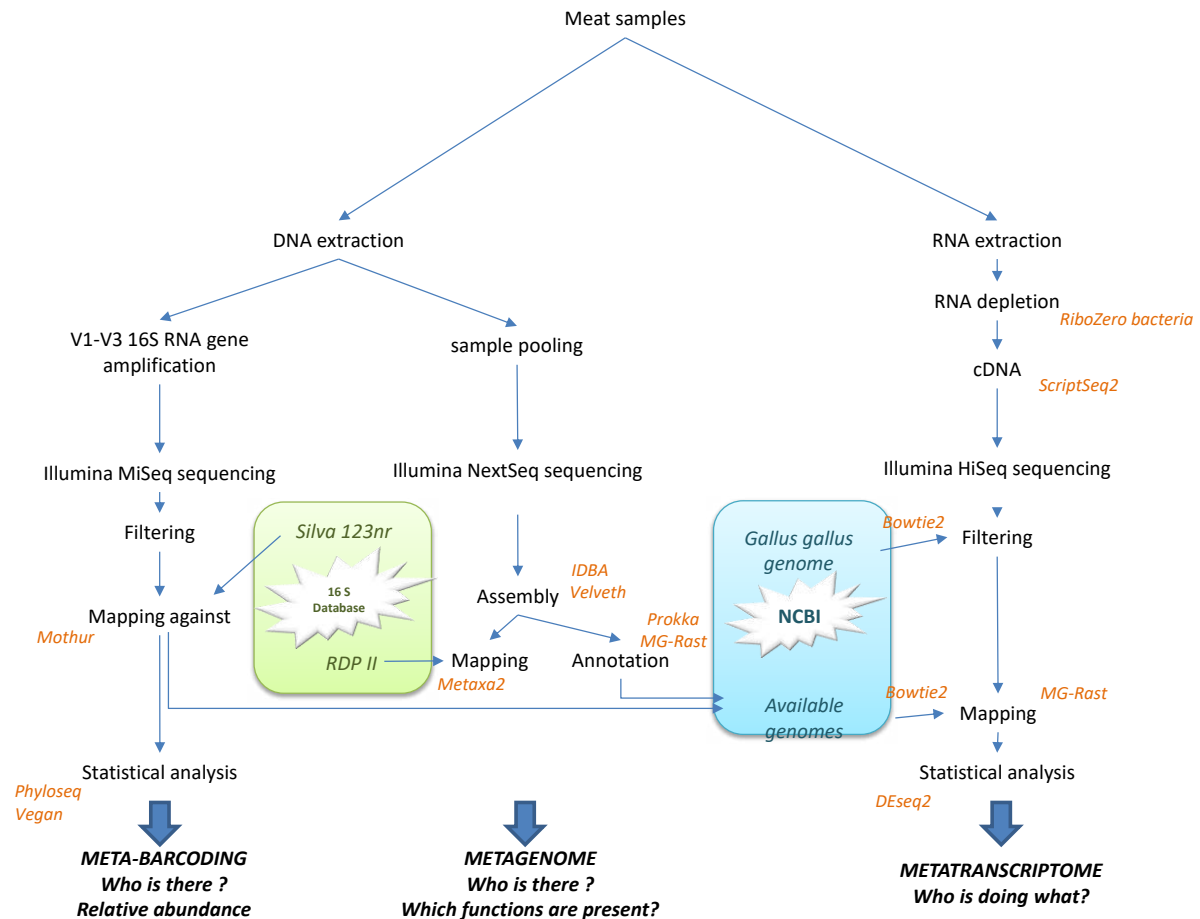 Meat samples
DNA extraction
RNA extraction
RNA depletion
RiboZero bacteria
V1-V3 16S RNA gene
amplification
sample pooling
cDNA
ScriptSeq2
Illumina MiSeq sequencing
Illumina NextSeq sequencing
Illumina HiSeq sequencing
Filtering
Silva 123nr
Gallus gallus
genome
Bowtie2
Filtering
16 S
Database
IDBA
Velveth
Assembly
NCBI
Mapping against
Mothur
Prokka
MG-Rast
RDP II
Mapping
Metaxa2
Annotation
Available
genomes
Bowtie2
Mapping
MG-Rast
Statistical analysis
Phyloseq
Vegan
Statistical analysis
DEseq2
META-BARCODING
Who is there ?
Relative abundance
METAGENOME
Who is there ?
Which functions are present?
METATRANSCRIPTOME
Who is doing what?